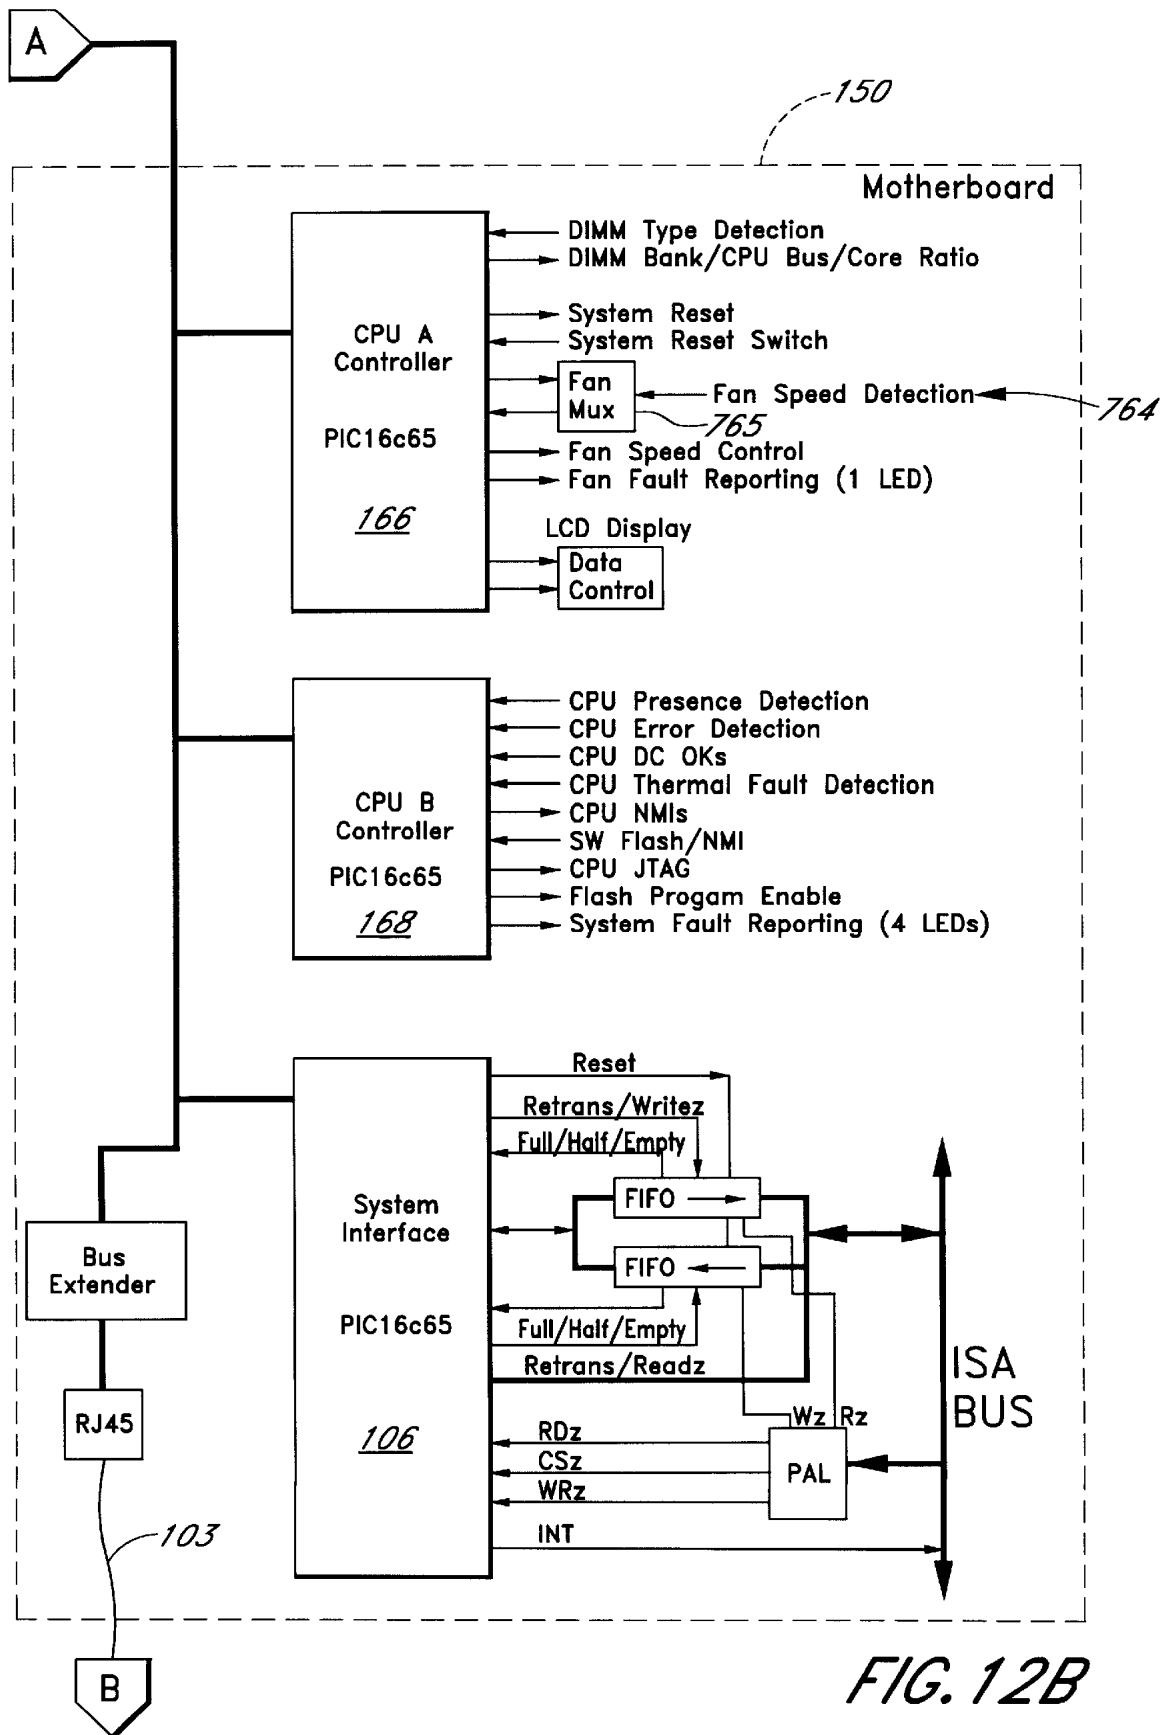 A
150
Motherboard
DIMM Type Detection
DIMM Bank/CPU Bus/Core Ratio
System Reset
System Reset Switch
CPU A
Controller
PIC16c65
166
Fan
Mux
Fan Speed Detection
764
765
Fan Speed Control
Fan Fault Reporting (1 LED)
LCD Display
Data
Control
CPU B
Controller
PIC16c65
168
CPU Presence Detection
CPU Error Detection
CPU DC OKs
CPU Thermal Fault Detection
CPU NMIs
SW Flash/NMI
CPU JTAG
Flash Progam Enable
System Fault Reporting (4 LEDs)
System
Interface
PIC16c65
106
Reset
Retrans/Writez
Full/Half/Empty
FIFO
FIFO
Full/Half/Empty
Retrans/Readz
Wz Rz
RDz
CSz
WRz
INT
PAL
ISA
BUS
Bus
Extender
RJ45
103
B
FIG. 12B